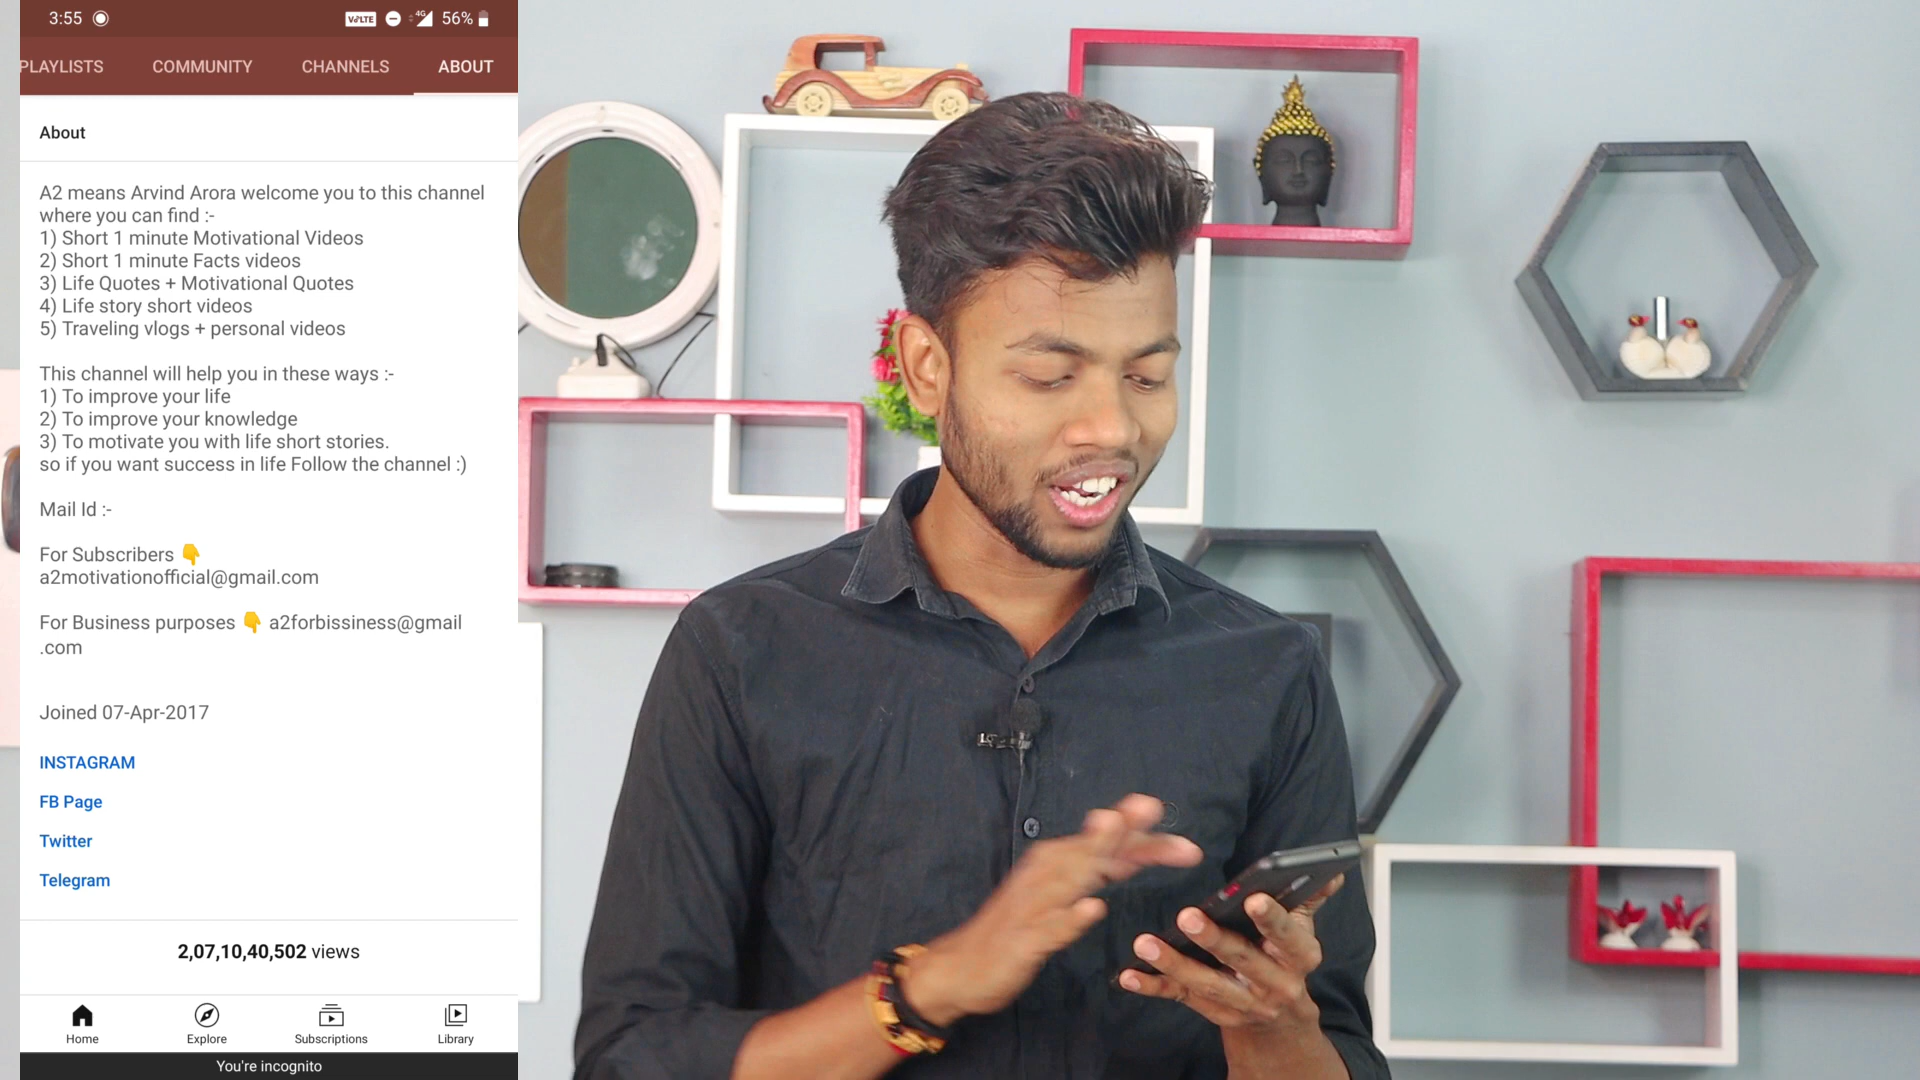 3:55
VoLTE
4G
56%
PLAYLISTS
COMMUNITY
CHANNELS
ABOUT
About
A2 means Arvind Arora welcome you to this channel
where you can find :-
1) Short 1 minute Motivational Videos
2) Short 1 minute Facts videos
3) Life Quotes + Motivational Quotes
4) Life story short videos
5) Traveling vlogs + personal videos
This channel will help you in these ways :-
1) To improve your life
2) To improve your knowledge
3) To motivate you with life short stories.
so if you want success in life Follow the channel :)
Mail Id :-
For Subscribers 👇
a2motivationofficial@gmail.com
For Business purposes 👇 a2forbissiness@gmail
.com
Joined 07-Apr-2017
INSTAGRAM
FB Page
Twitter
Telegram
2,07,10,40,502 views
Home
Explore
Subscriptions
Library
You're incognito